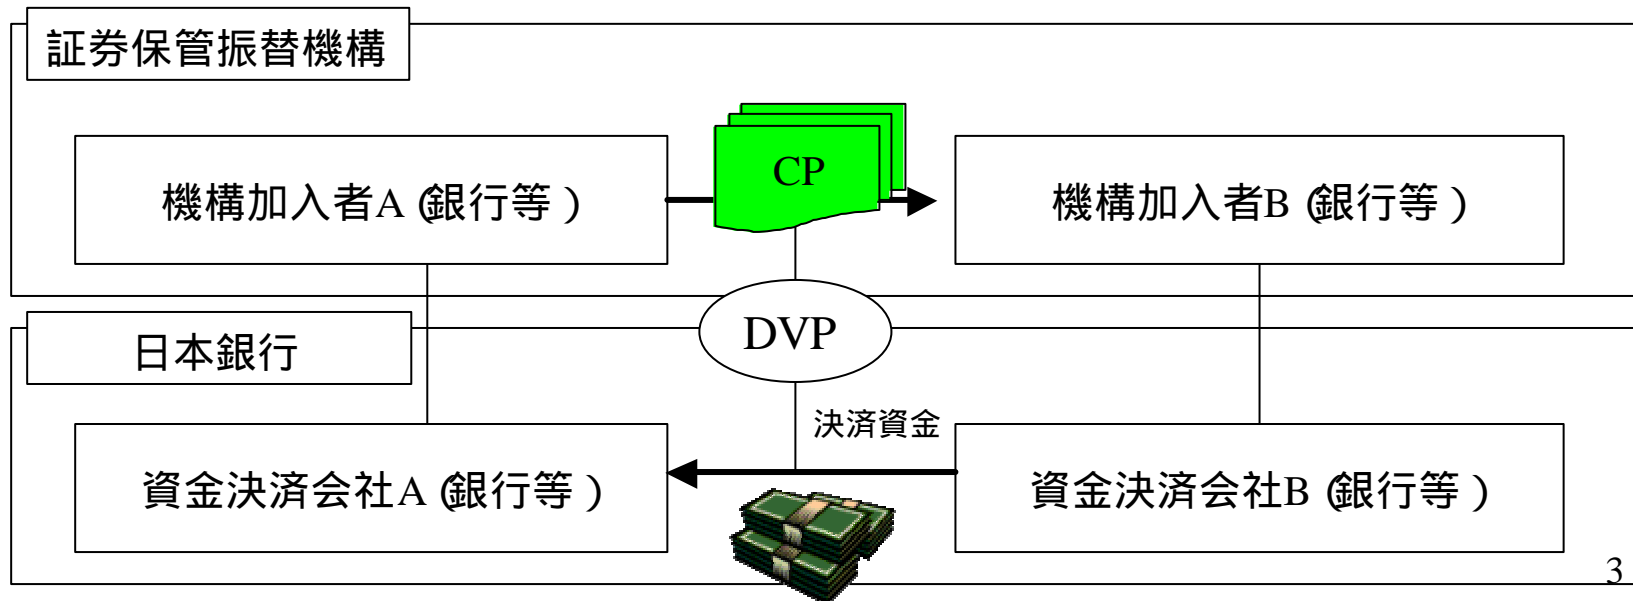 証券保管振替機構
機構加入者A（銀行等）
CP
機構加入者B（銀行等）
DVP
日本銀行
決済資金
資金決済会社A（銀行等）
資金決済会社B（銀行等）
3